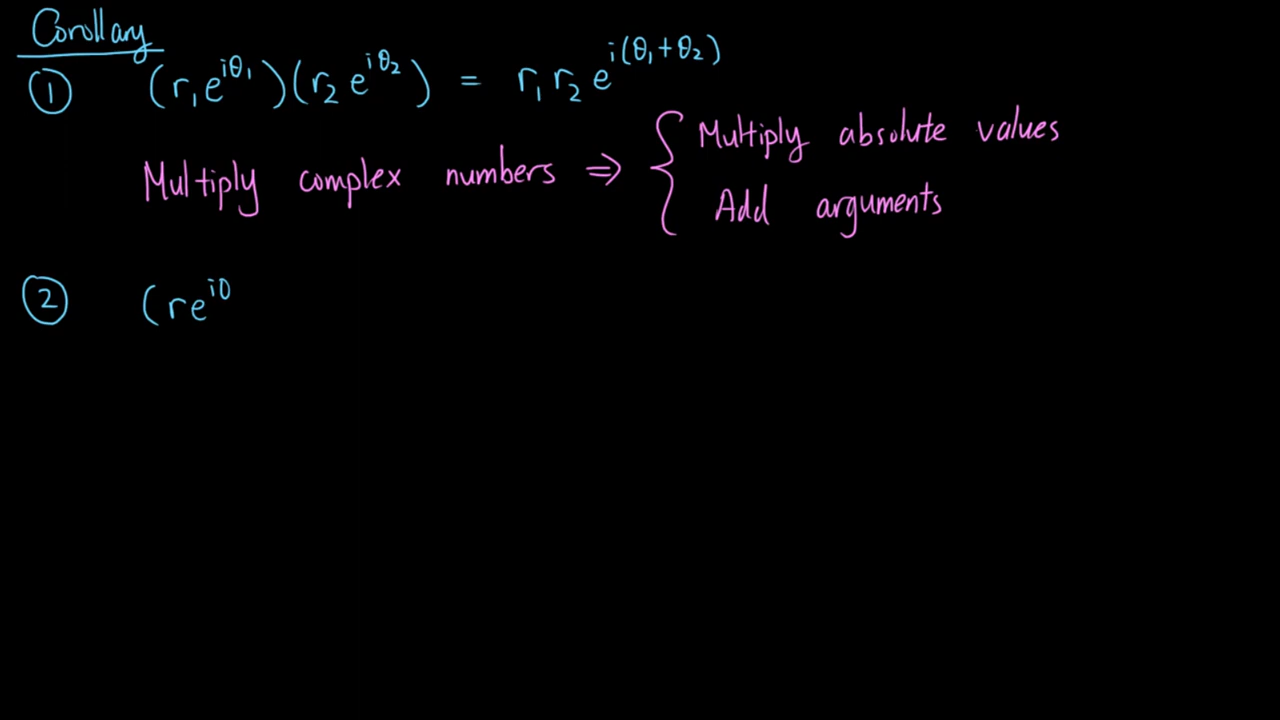 Corollary
① (r₁e^{iθ₁})(r₂e^{iθ₂}) = r₁r₂e^{i(θ₁+θ₂)}
Multiply complex numbers ⇒ { Multiply absolute values
Add arguments
② (re^{i0}